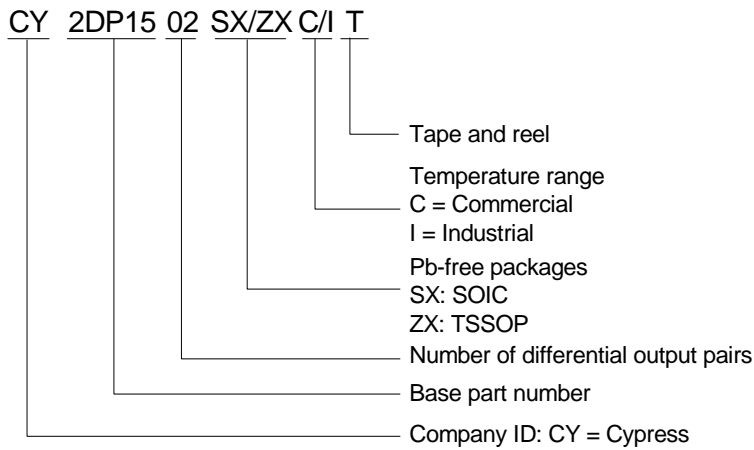 CY 2DP15 02 SX/ZX C/I T
Tape and reel
Temperature range
C = Commercial
I = Industrial
Pb-free packages
SX: SOIC
ZX: TSSOP
Number of differential output pairs
Base part number
Company ID: CY = Cypress